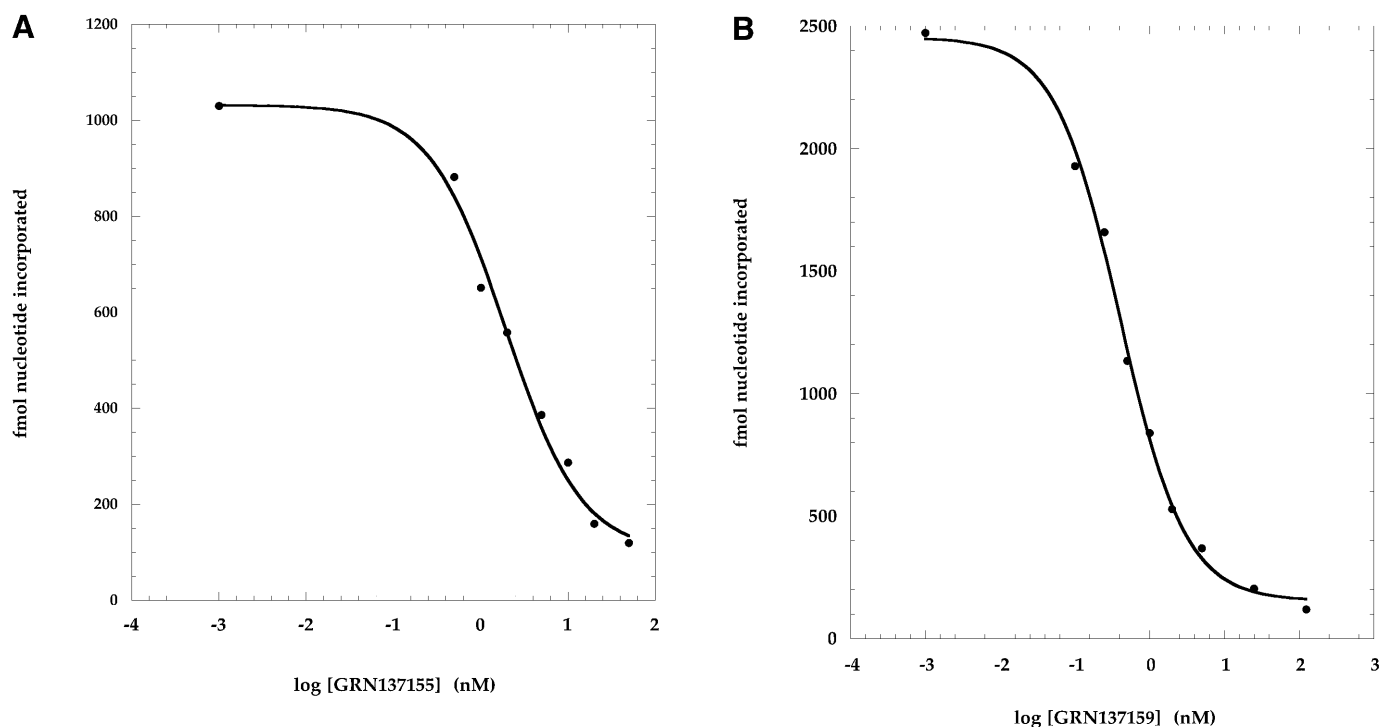 A
1200
1000
800
600
400
200
0
-4 -3 -2 -1 0 1 2
fmol nucleotide incorporated
log [GRN137155] (nM)
B
2500
2000
1500
1000
500
0
-4 -3 -2 -1 0 1 2 3
fmol nucleotide incorporated
log [GRN137159] (nM)